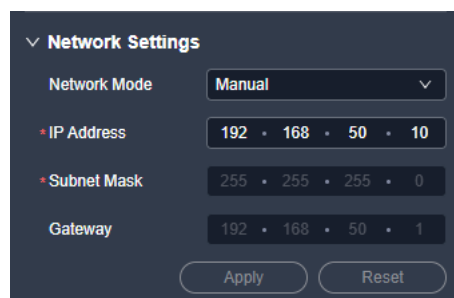 Network Settings
Network Mode Manual
* IP Address 192 • 168 • 50 • 10
* Subnet Mask 255 • 255 • 255 • 0
Gateway 192 • 168 • 50 • 1
Apply Reset